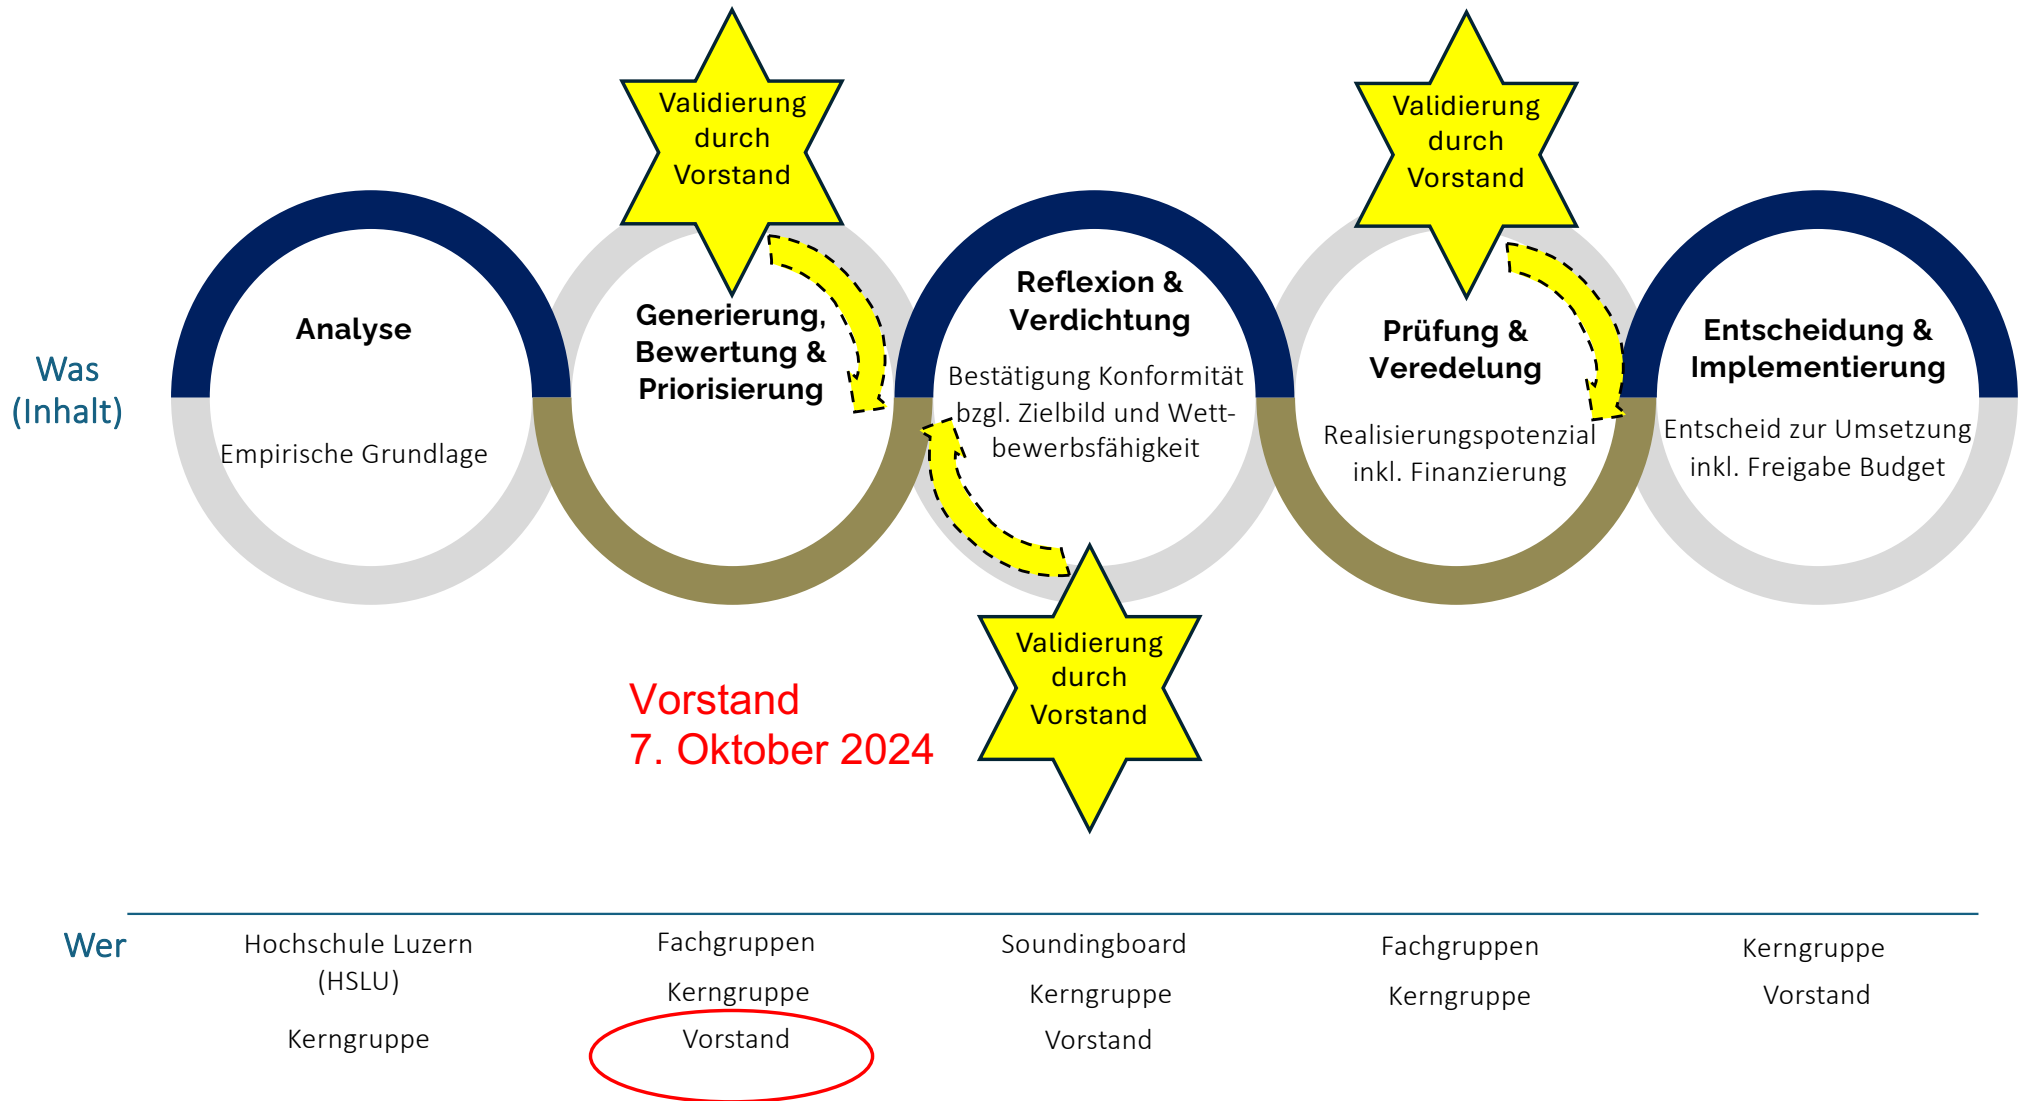 Validierung
durch
Vorstand
Validierung
durch
Vorstand
Was
(Inhalt)
Analyse
Empirische Grundlage
Generierung,
Bewertung &
Priorisierung
Reflexion &
Verdichtung
Bestätigung Konformität
bzgl. Zielbild und Wett-
bewerbsfähigkeit
Prüfung &
Veredelung
Realisierungspotenzial
inkl. Finanzierung
Entscheidung &
Implementierung
Entscheid zur Umsetzung
inkl. Freigabe Budget
Validierung
durch
Vorstand
Vorstand
7. Oktober 2024
Wer
Hochschule Luzern
(HSLU)
Kerngruppe
Fachgruppen
Kerngruppe
Vorstand
Soundingboard
Kerngruppe
Vorstand
Fachgruppen
Kerngruppe
Kerngruppe
Vorstand